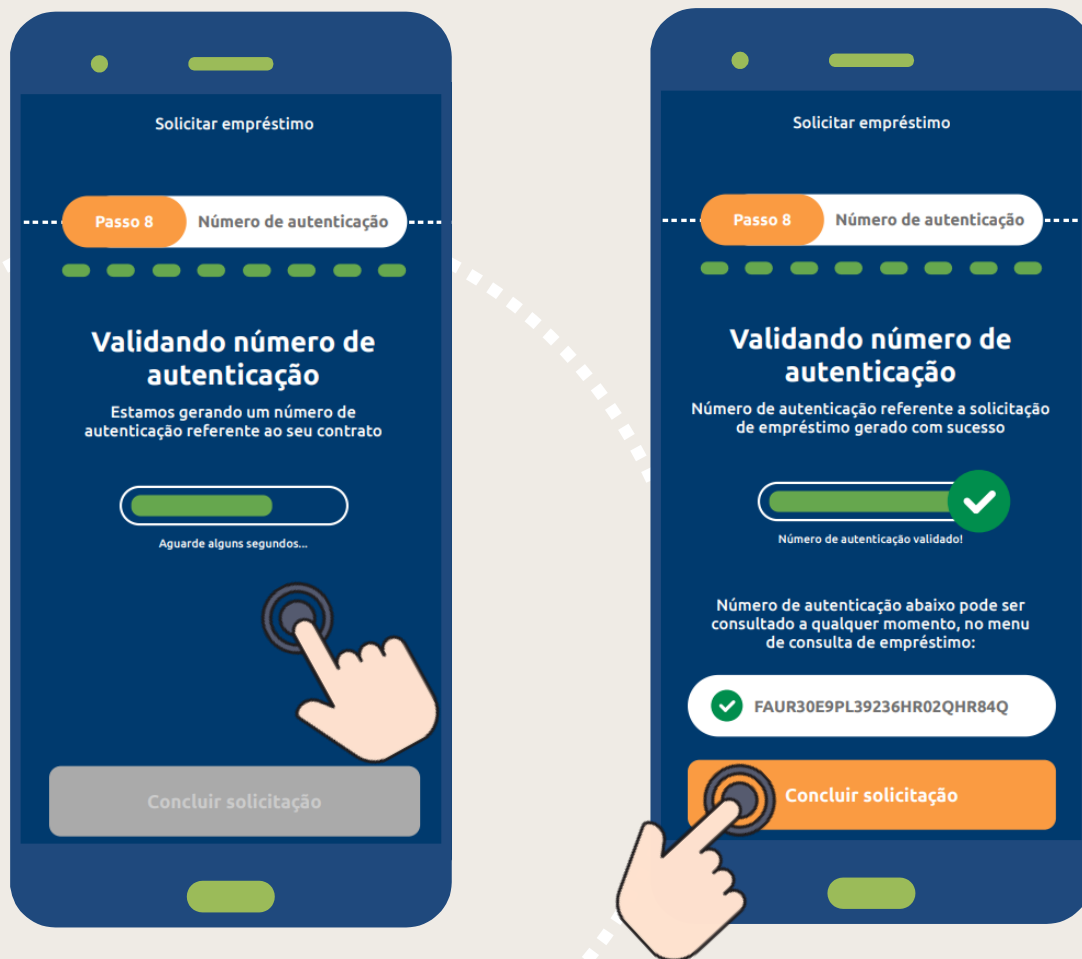 Solicitar empréstimo
Passo 8
Número de autenticação
Validando número de
autenticação
Estamos gerando um número de
autenticação referente ao seu contrato
Aguarde alguns segundos...
Concluir solicitação
Solicitar empréstimo
Passo 8
Número de autenticação
Validando número de
autenticação
Número de autenticação referente a solicitação
de empréstimo gerado com sucesso
Número de autenticação validado!
Número de autenticação abaixo pode ser
consultado a qualquer momento, no menu
de consulta de empréstimo:
FAUR30E9PL39236HR02QHR84Q
Concluir solicitação